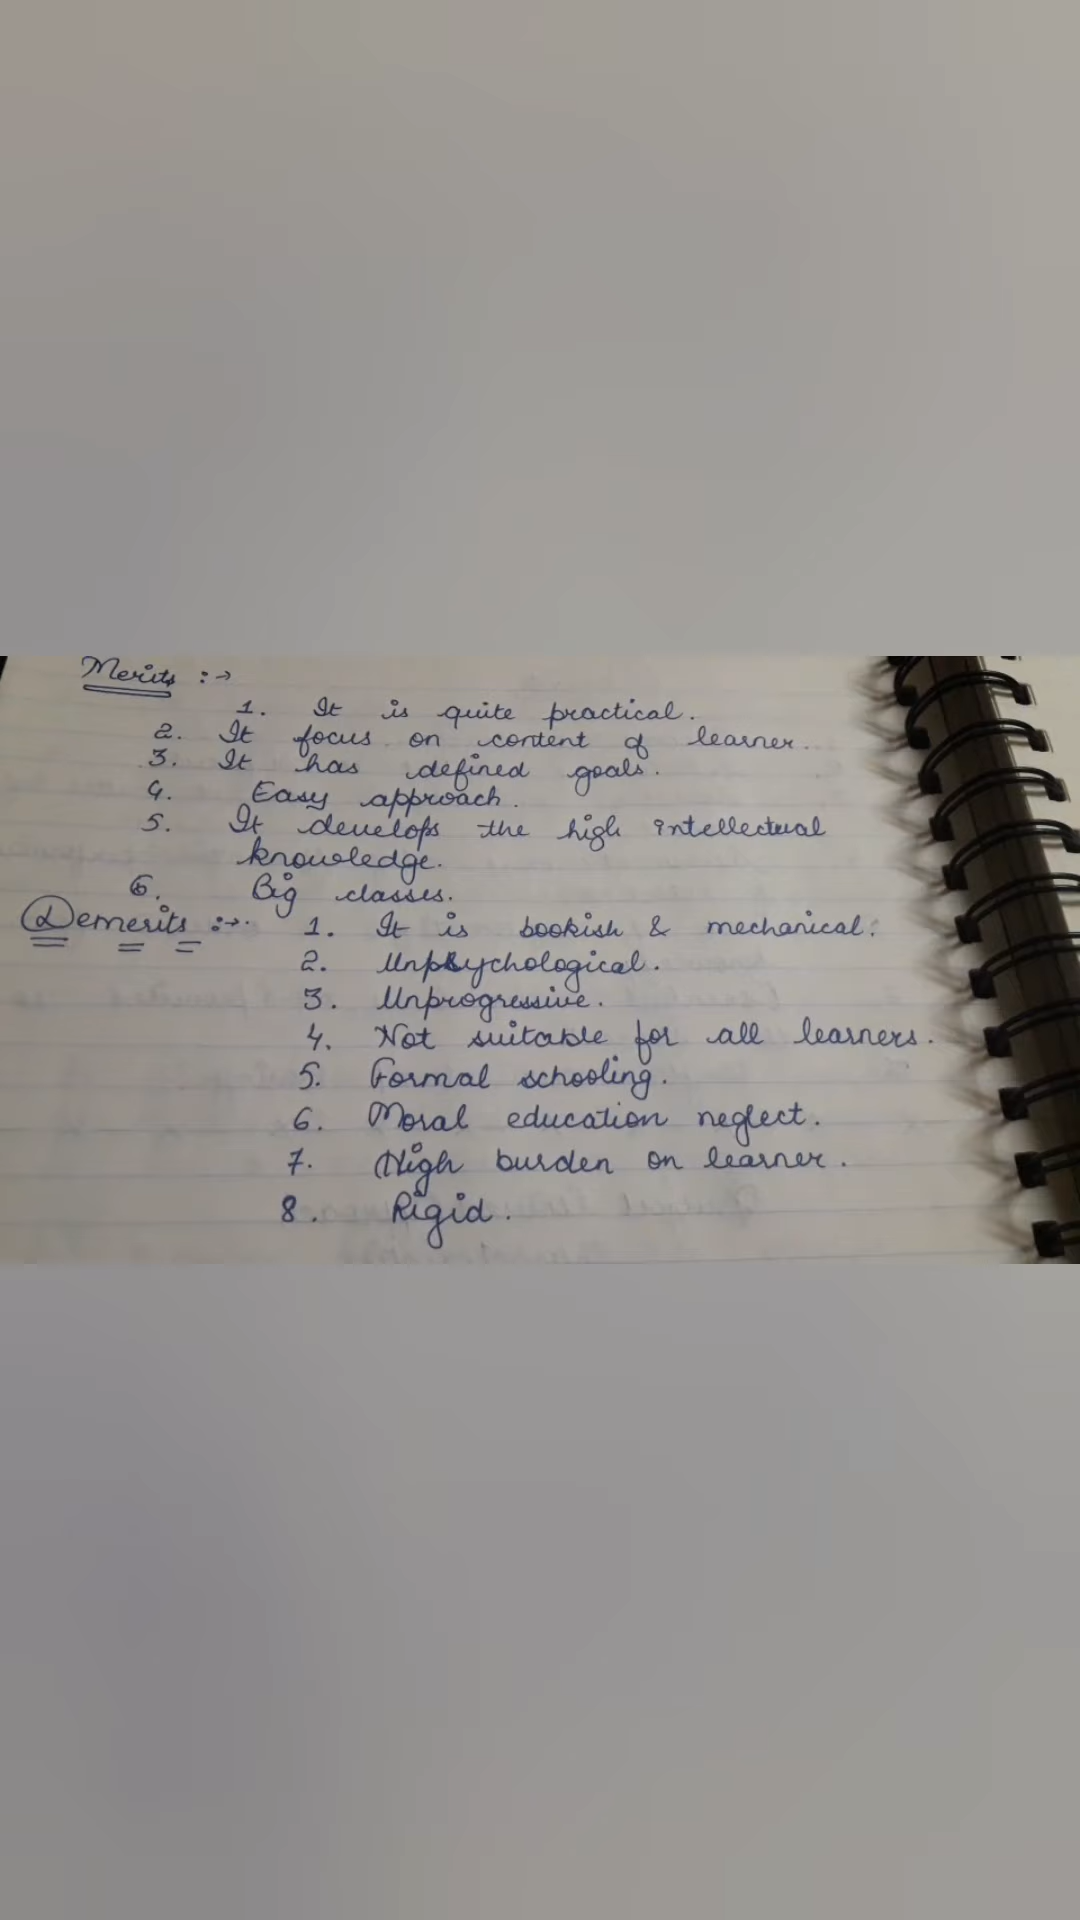 Merits :→
1. It is quite practical.
2. It focus on content of learner.
3. It has defined goals.
4. Easy approach.
5. It develops the high intellectual
knowledge.
6. Big classes.
Demerits :→
1. It is bookish & mechanical.
2. Unpsychological.
3. Unprogressive.
4. Not suitable for all learners.
5. Formal schooling.
6. Moral education neglect.
7. High burden on learner.
8. Rigid.